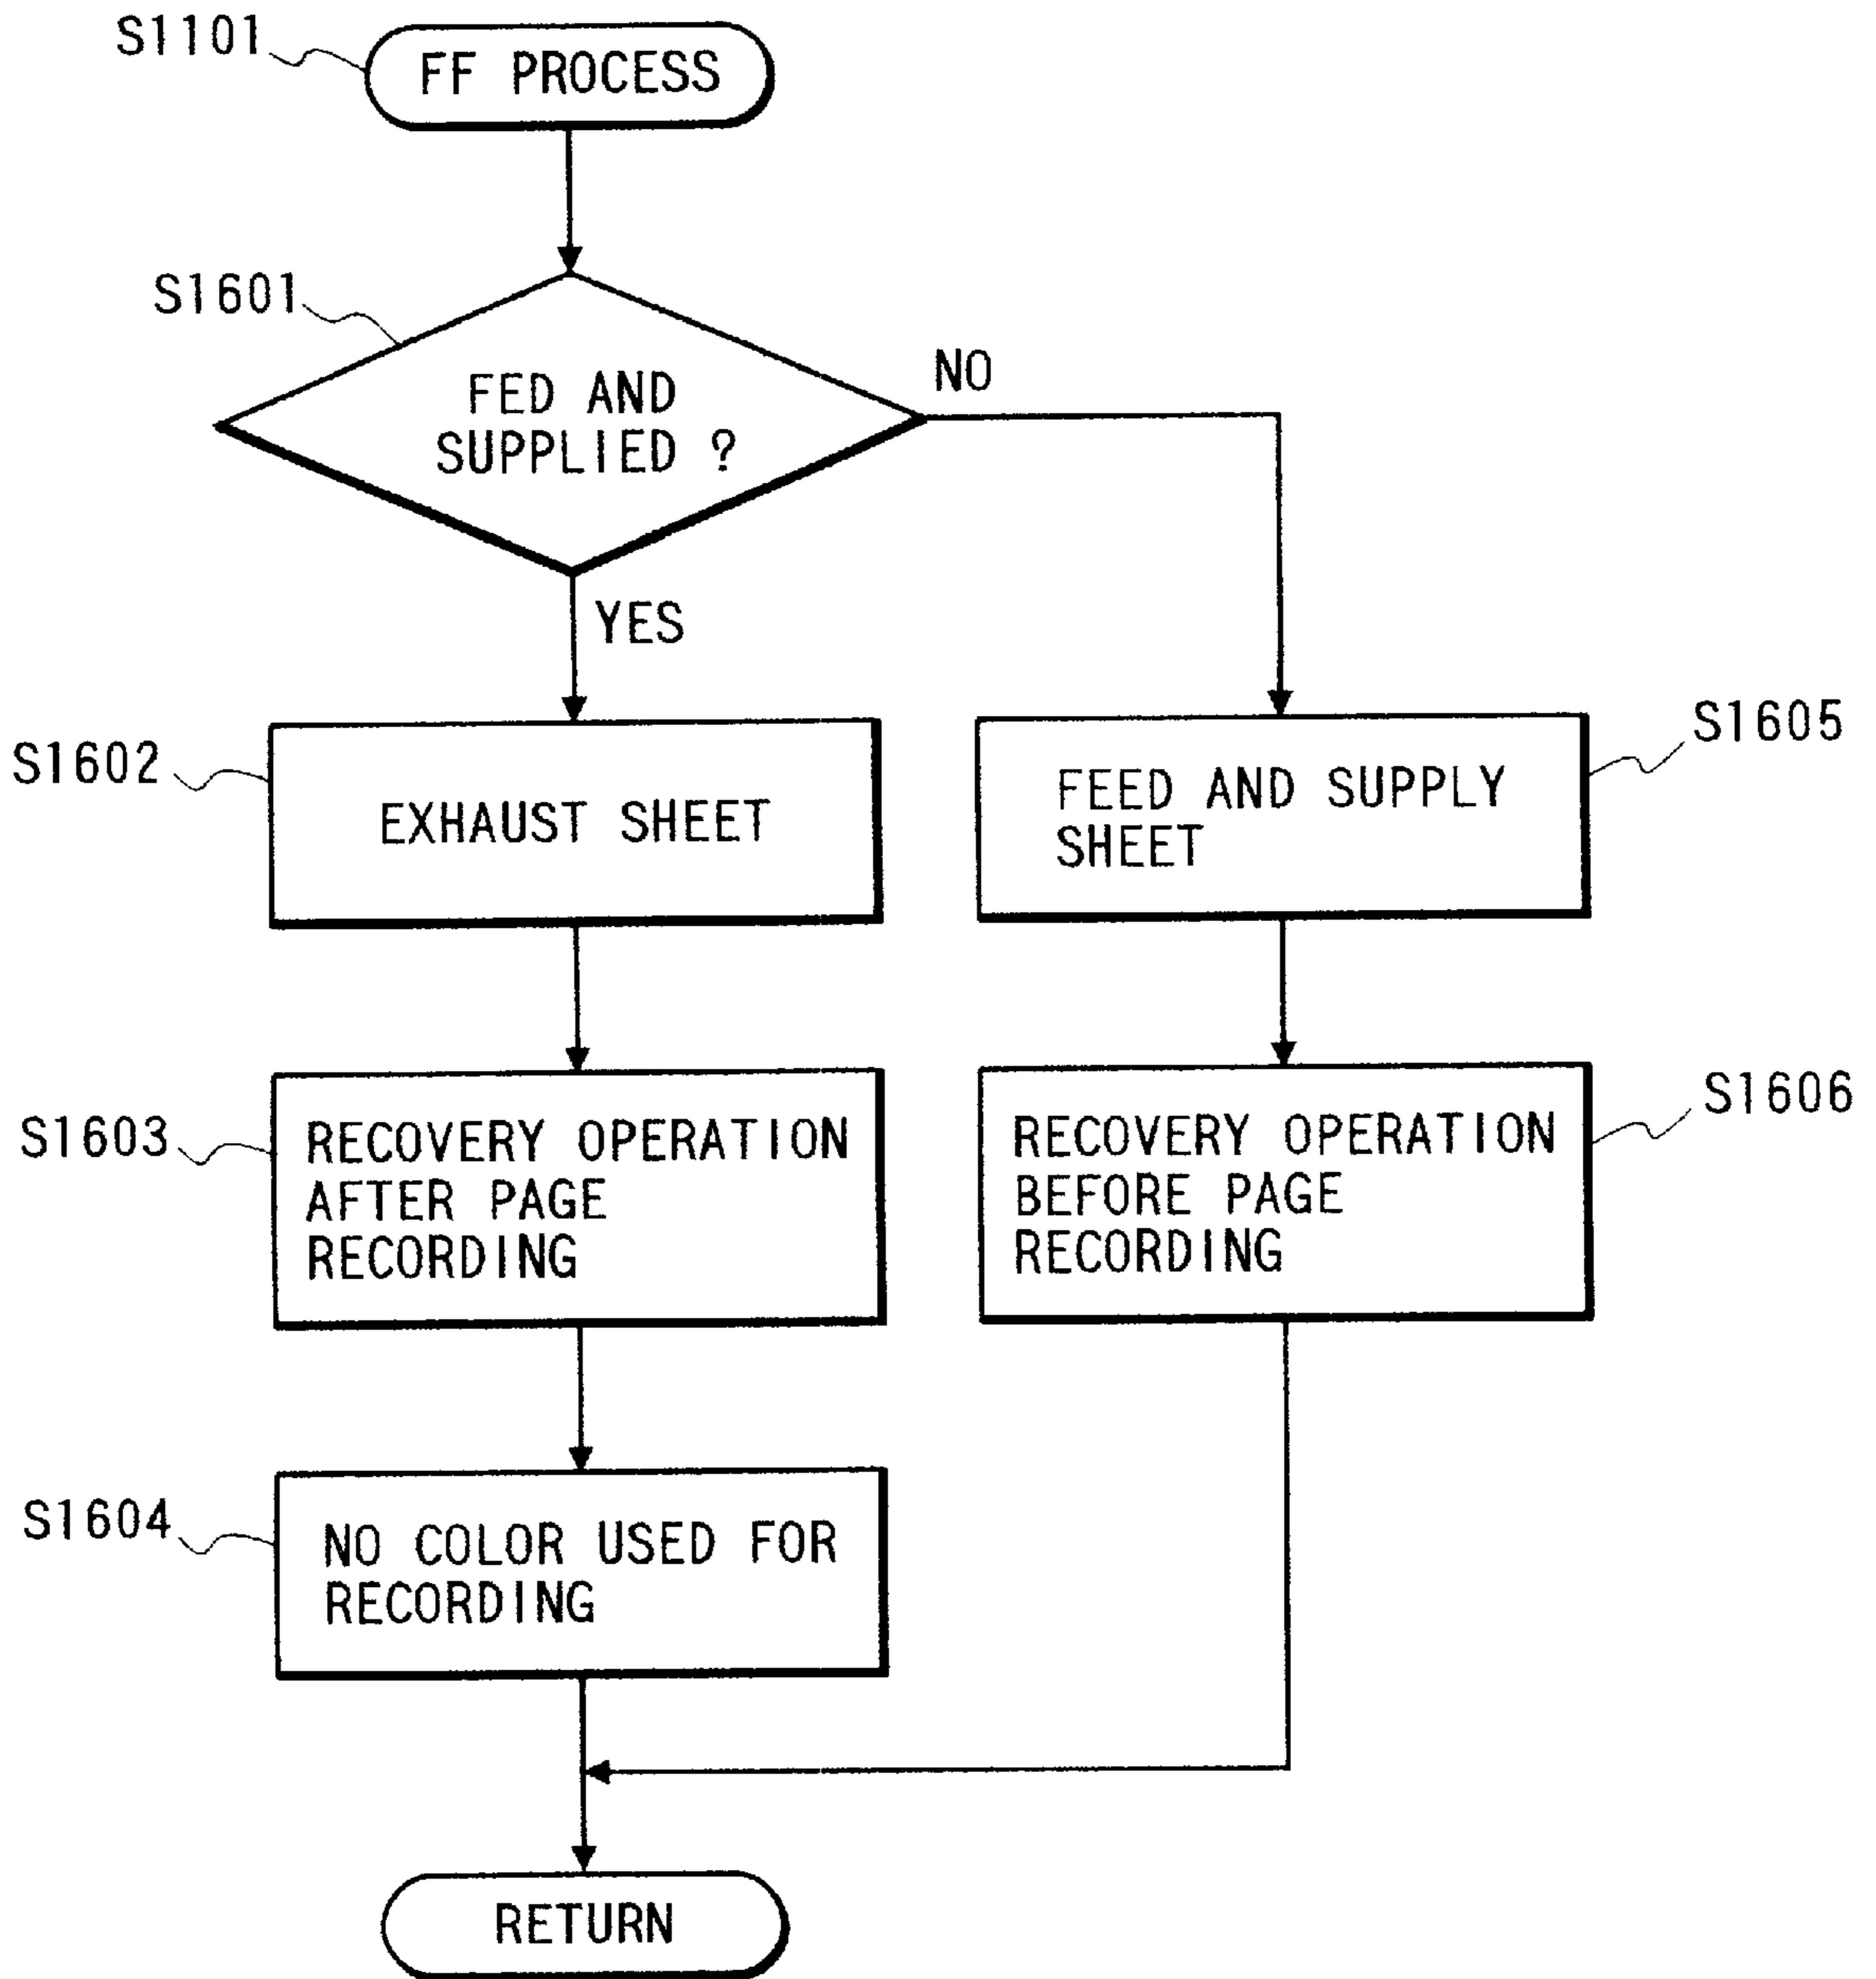 S1101
FF PROCESS
S1601
FED AND
SUPPLIED ?
NO
YES
S1602
EXHAUST SHEET
S1605
FEED AND SUPPLY
SHEET
S1603
RECOVERY OPERATION
AFTER PAGE
RECORDING
S1606
RECOVERY OPERATION
BEFORE PAGE
RECORDING
S1604
NO COLOR USED FOR
RECORDING
RETURN